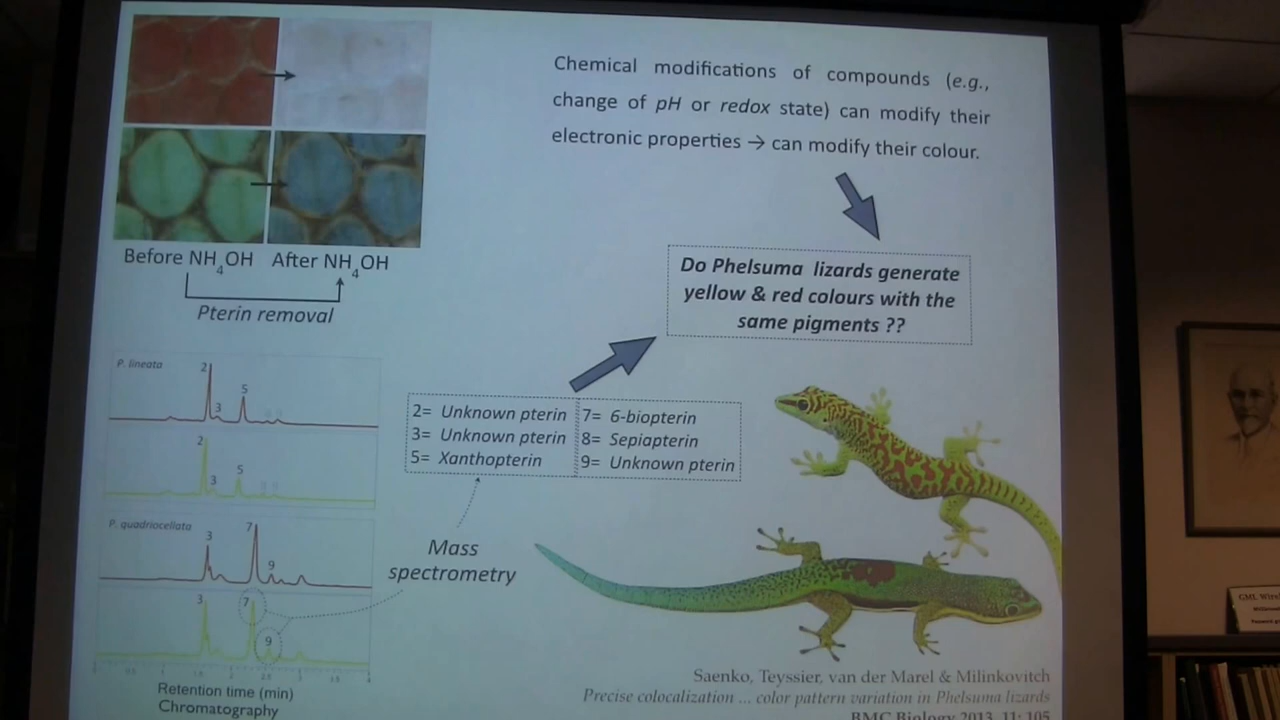 Chemical modifications of compounds (e.g.,
change of pH or redox state) can modify their
electronic properties → can modify their colour.
Before NH4OH After NH4OH
Pterin removal
Do Phelsuma lizards generate
yellow & red colours with the
same pigments ??
P. lineata
2
3
5
2
3
5
2= Unknown pterin
3= Unknown pterin
5= Xanthopterin
7= 6-biopterin
8= Sepiapterin
9= Unknown pterin
P. quadriocellata
3
7
9
3
7
9
Mass
spectrometry
Retention time (min)
Chromatography
Saenko, Teyssier, van der Marel & Milinkovitch
Precise colocalization ... color pattern variation in Phelsuma lizards
BMC Biology 2013, 11: 105